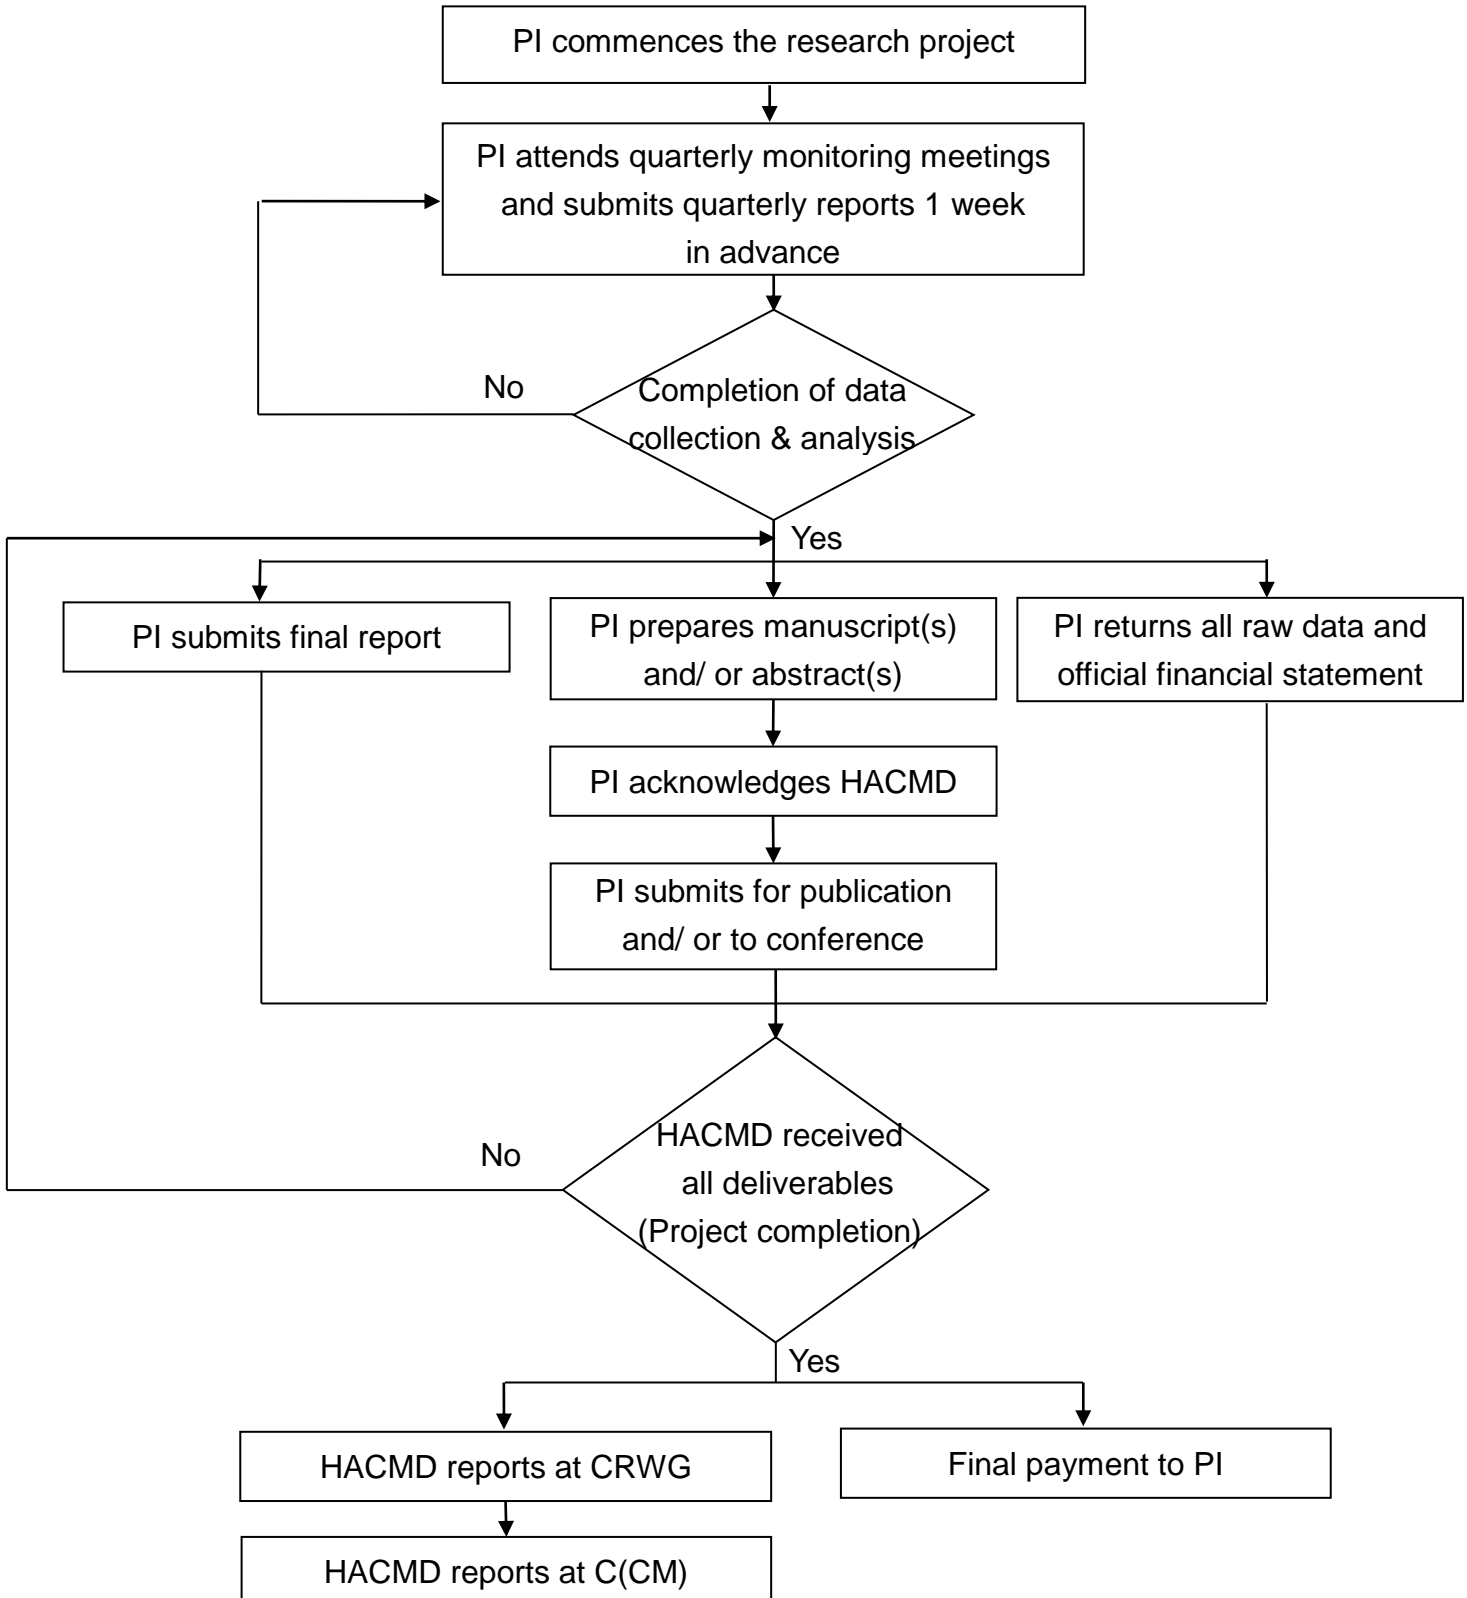 PI commences the research project
PI attends quarterly monitoring meetings
and submits quarterly reports 1 week
in advance
No
Completion of data
collection & analysis
Yes
PI submits final report
PI prepares manuscript(s)
and/ or abstract(s)
PI returns all raw data and
official financial statement
PI acknowledges HACMD
PI submits for publication
and/ or to conference
No
HACMD received
all deliverables
(Project completion)
Yes
HACMD reports at CRWG
Final payment to PI
HACMD reports at C(CM)